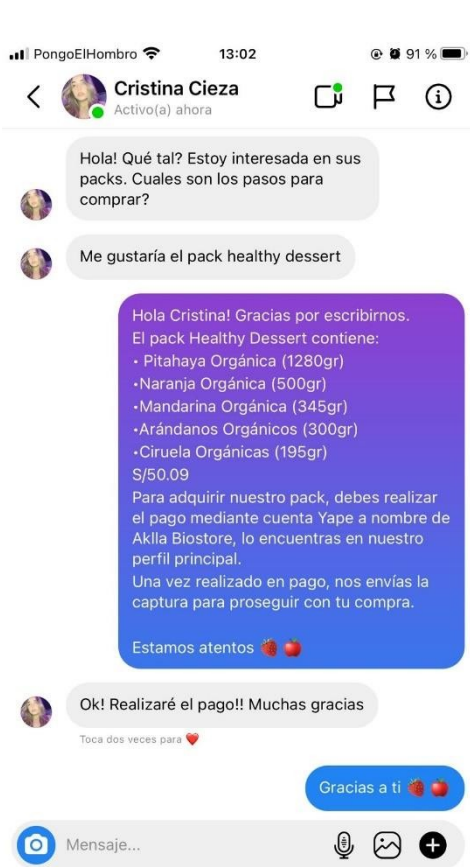 PongoElHombro 13:02 91 %
Cristina Cieza
Activo(a) ahora
Hola! Qué tal? Estoy interesada en sus
packs. Cuales son los pasos para
comprar?
Me gustaría el pack healthy dessert
Hola Cristina! Gracias por escribirnos.
El pack Healthy Dessert contiene:
• Pitahaya Orgánica (1280gr)
•Naranja Orgánica (500gr)
•Mandarina Orgánica (345gr)
•Arándanos Orgánicos (300gr)
•Ciruela Orgánicas (195gr)
S/50.09
Para adquirir nuestro pack, debes realizar
el pago mediante cuenta Yape a nombre de
Aklla Biostore, lo encuentras en nuestro
perfil principal.
Una vez realizado en pago, nos envías la
captura para proseguir con tu compra.
Estamos atentos 🍓🍎
Ok! Realizaré el pago!! Muchas gracias
Toca dos veces para ❤️
Gracias a ti 🍓🍎
Mensaje...